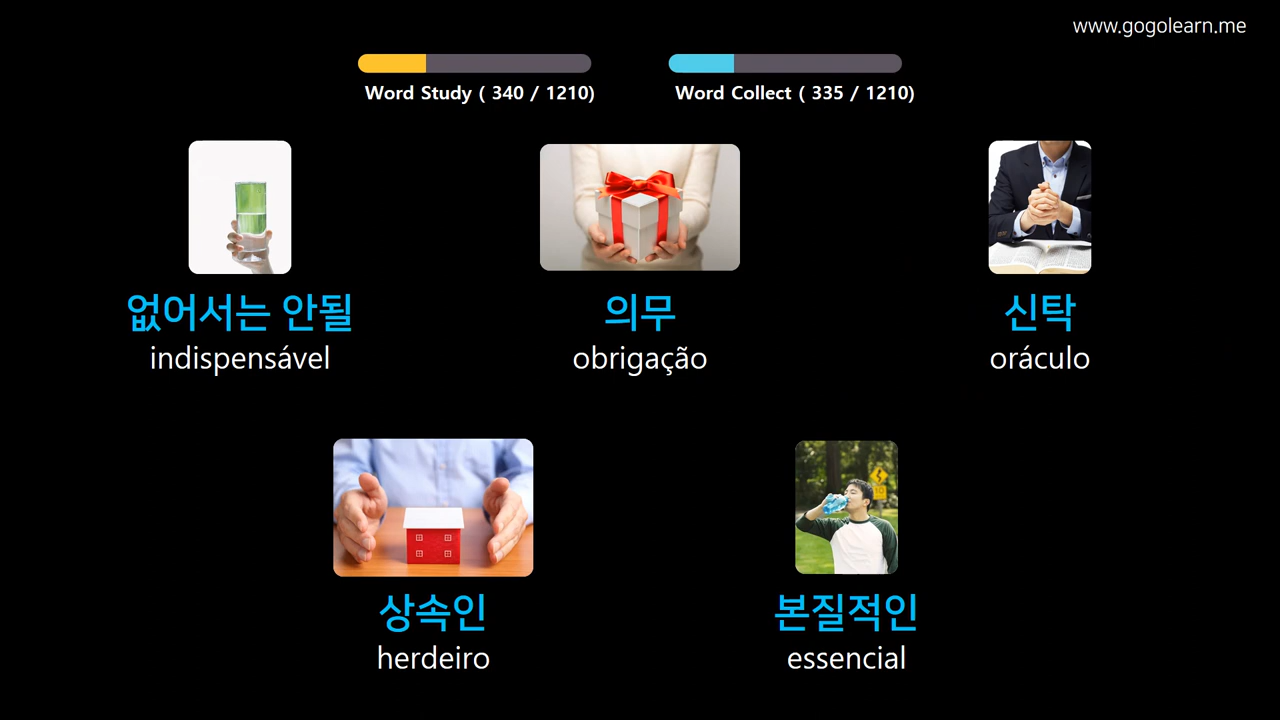 www.gogolearn.me
Word Study ( 340 / 1210)
Word Collect ( 335 / 1210)
없어서는 안될
indispensável
의무
obrigação
신탁
oráculo
상속인
herdeiro
본질적인
essencial